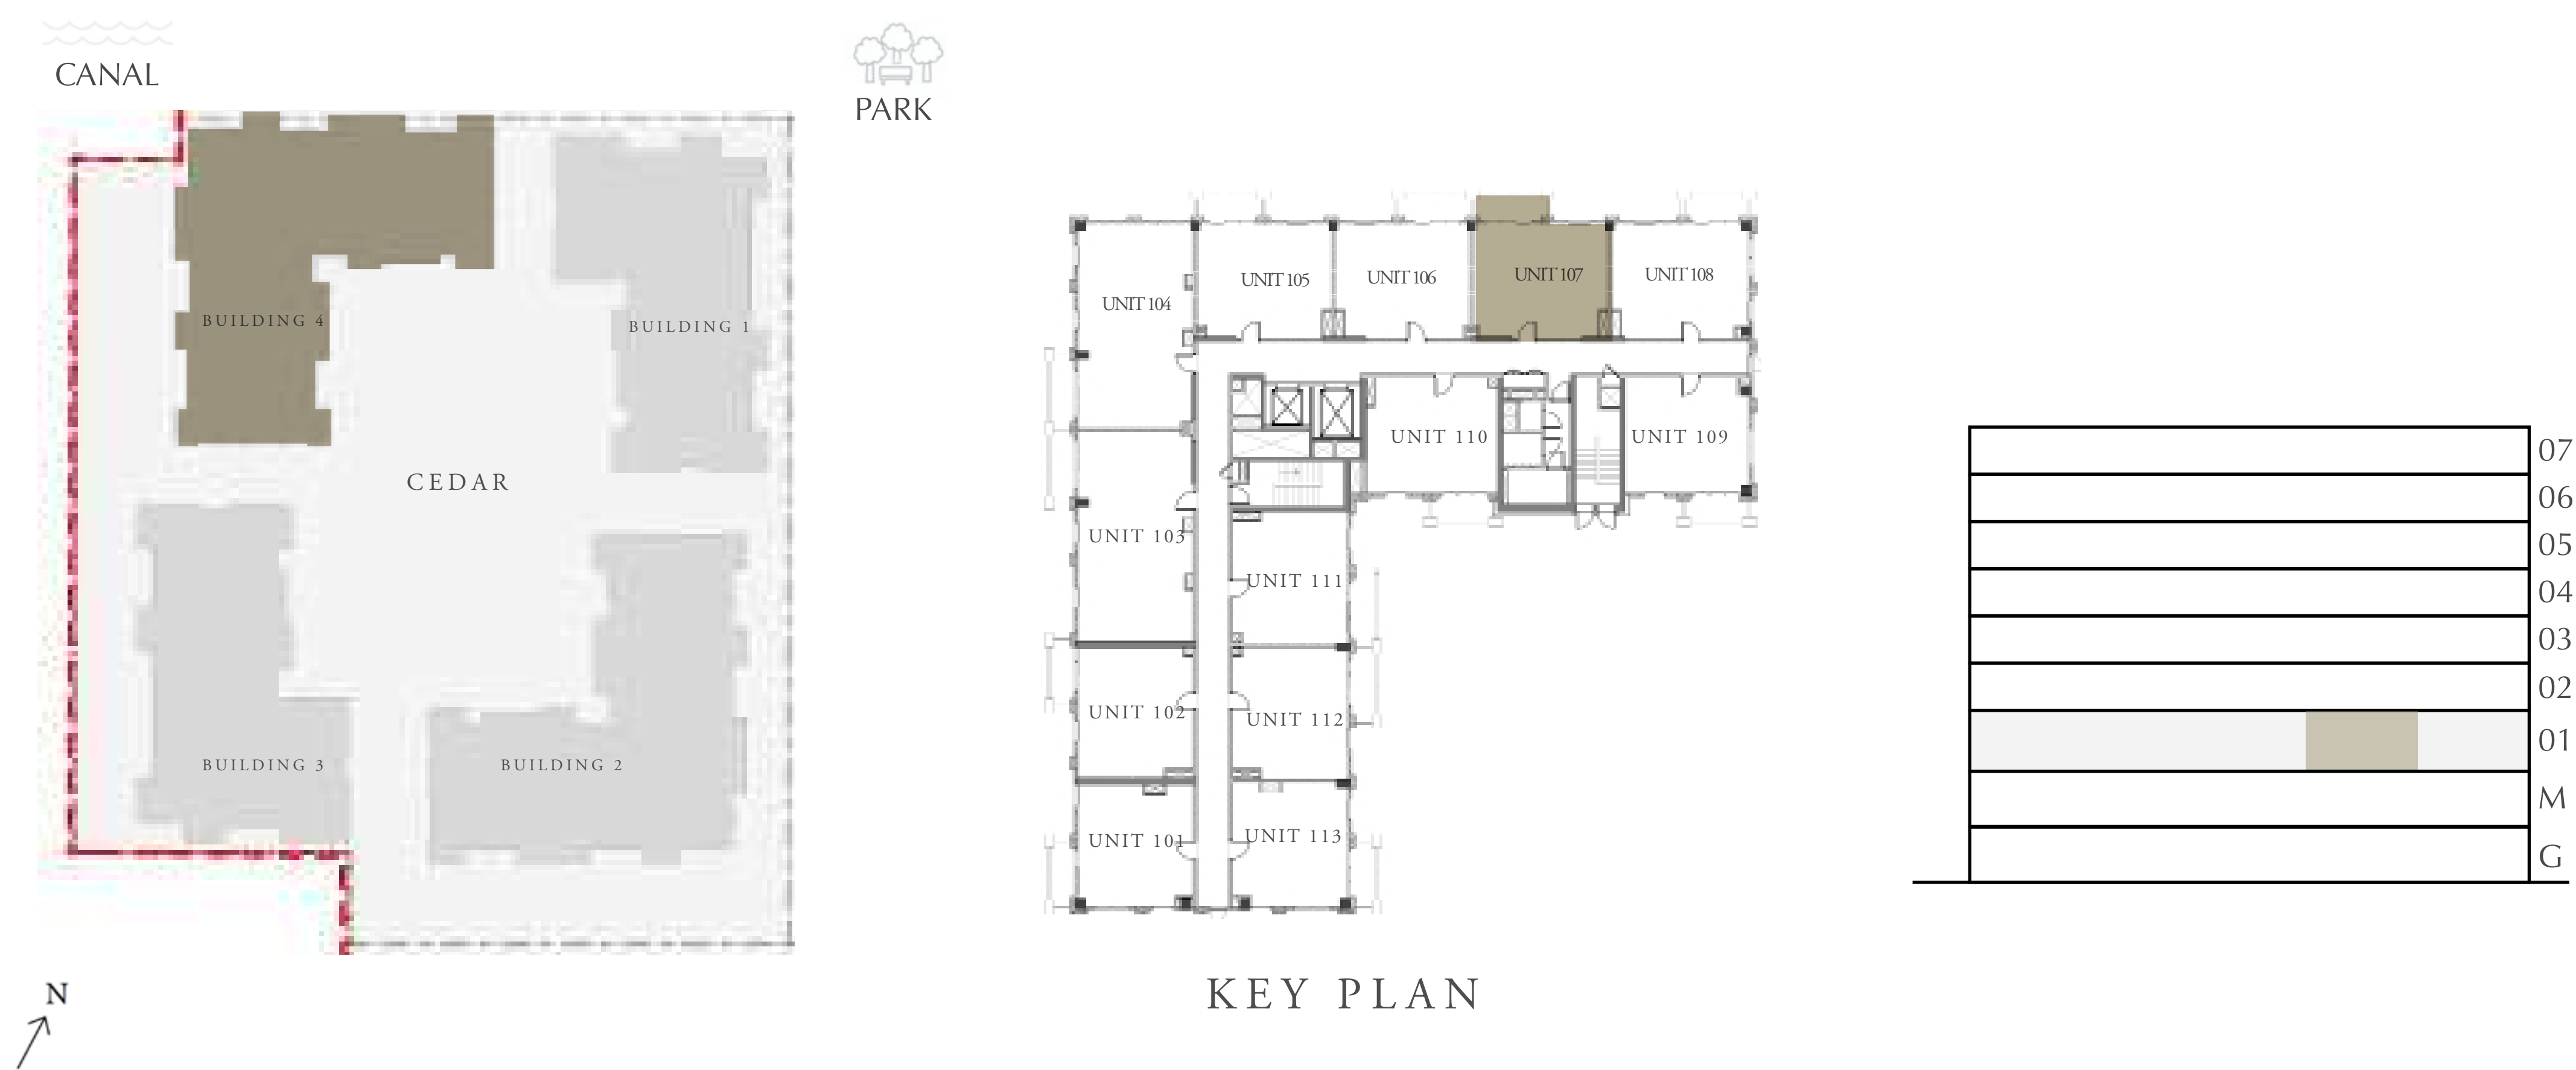 CANAL
PARK
BUILDING 4
BUILDING 1
CEDAR
BUILDING 3
BUILDING 2
N
UNIT 104
UNIT 105
UNIT 106
UNIT 107
UNIT 108
UNIT 110
UNIT 109
UNIT 103
UNIT 111
UNIT 102
UNIT 112
UNIT 101
UNIT 113
KEY PLAN
07
06
05
04
03
02
01
M
G